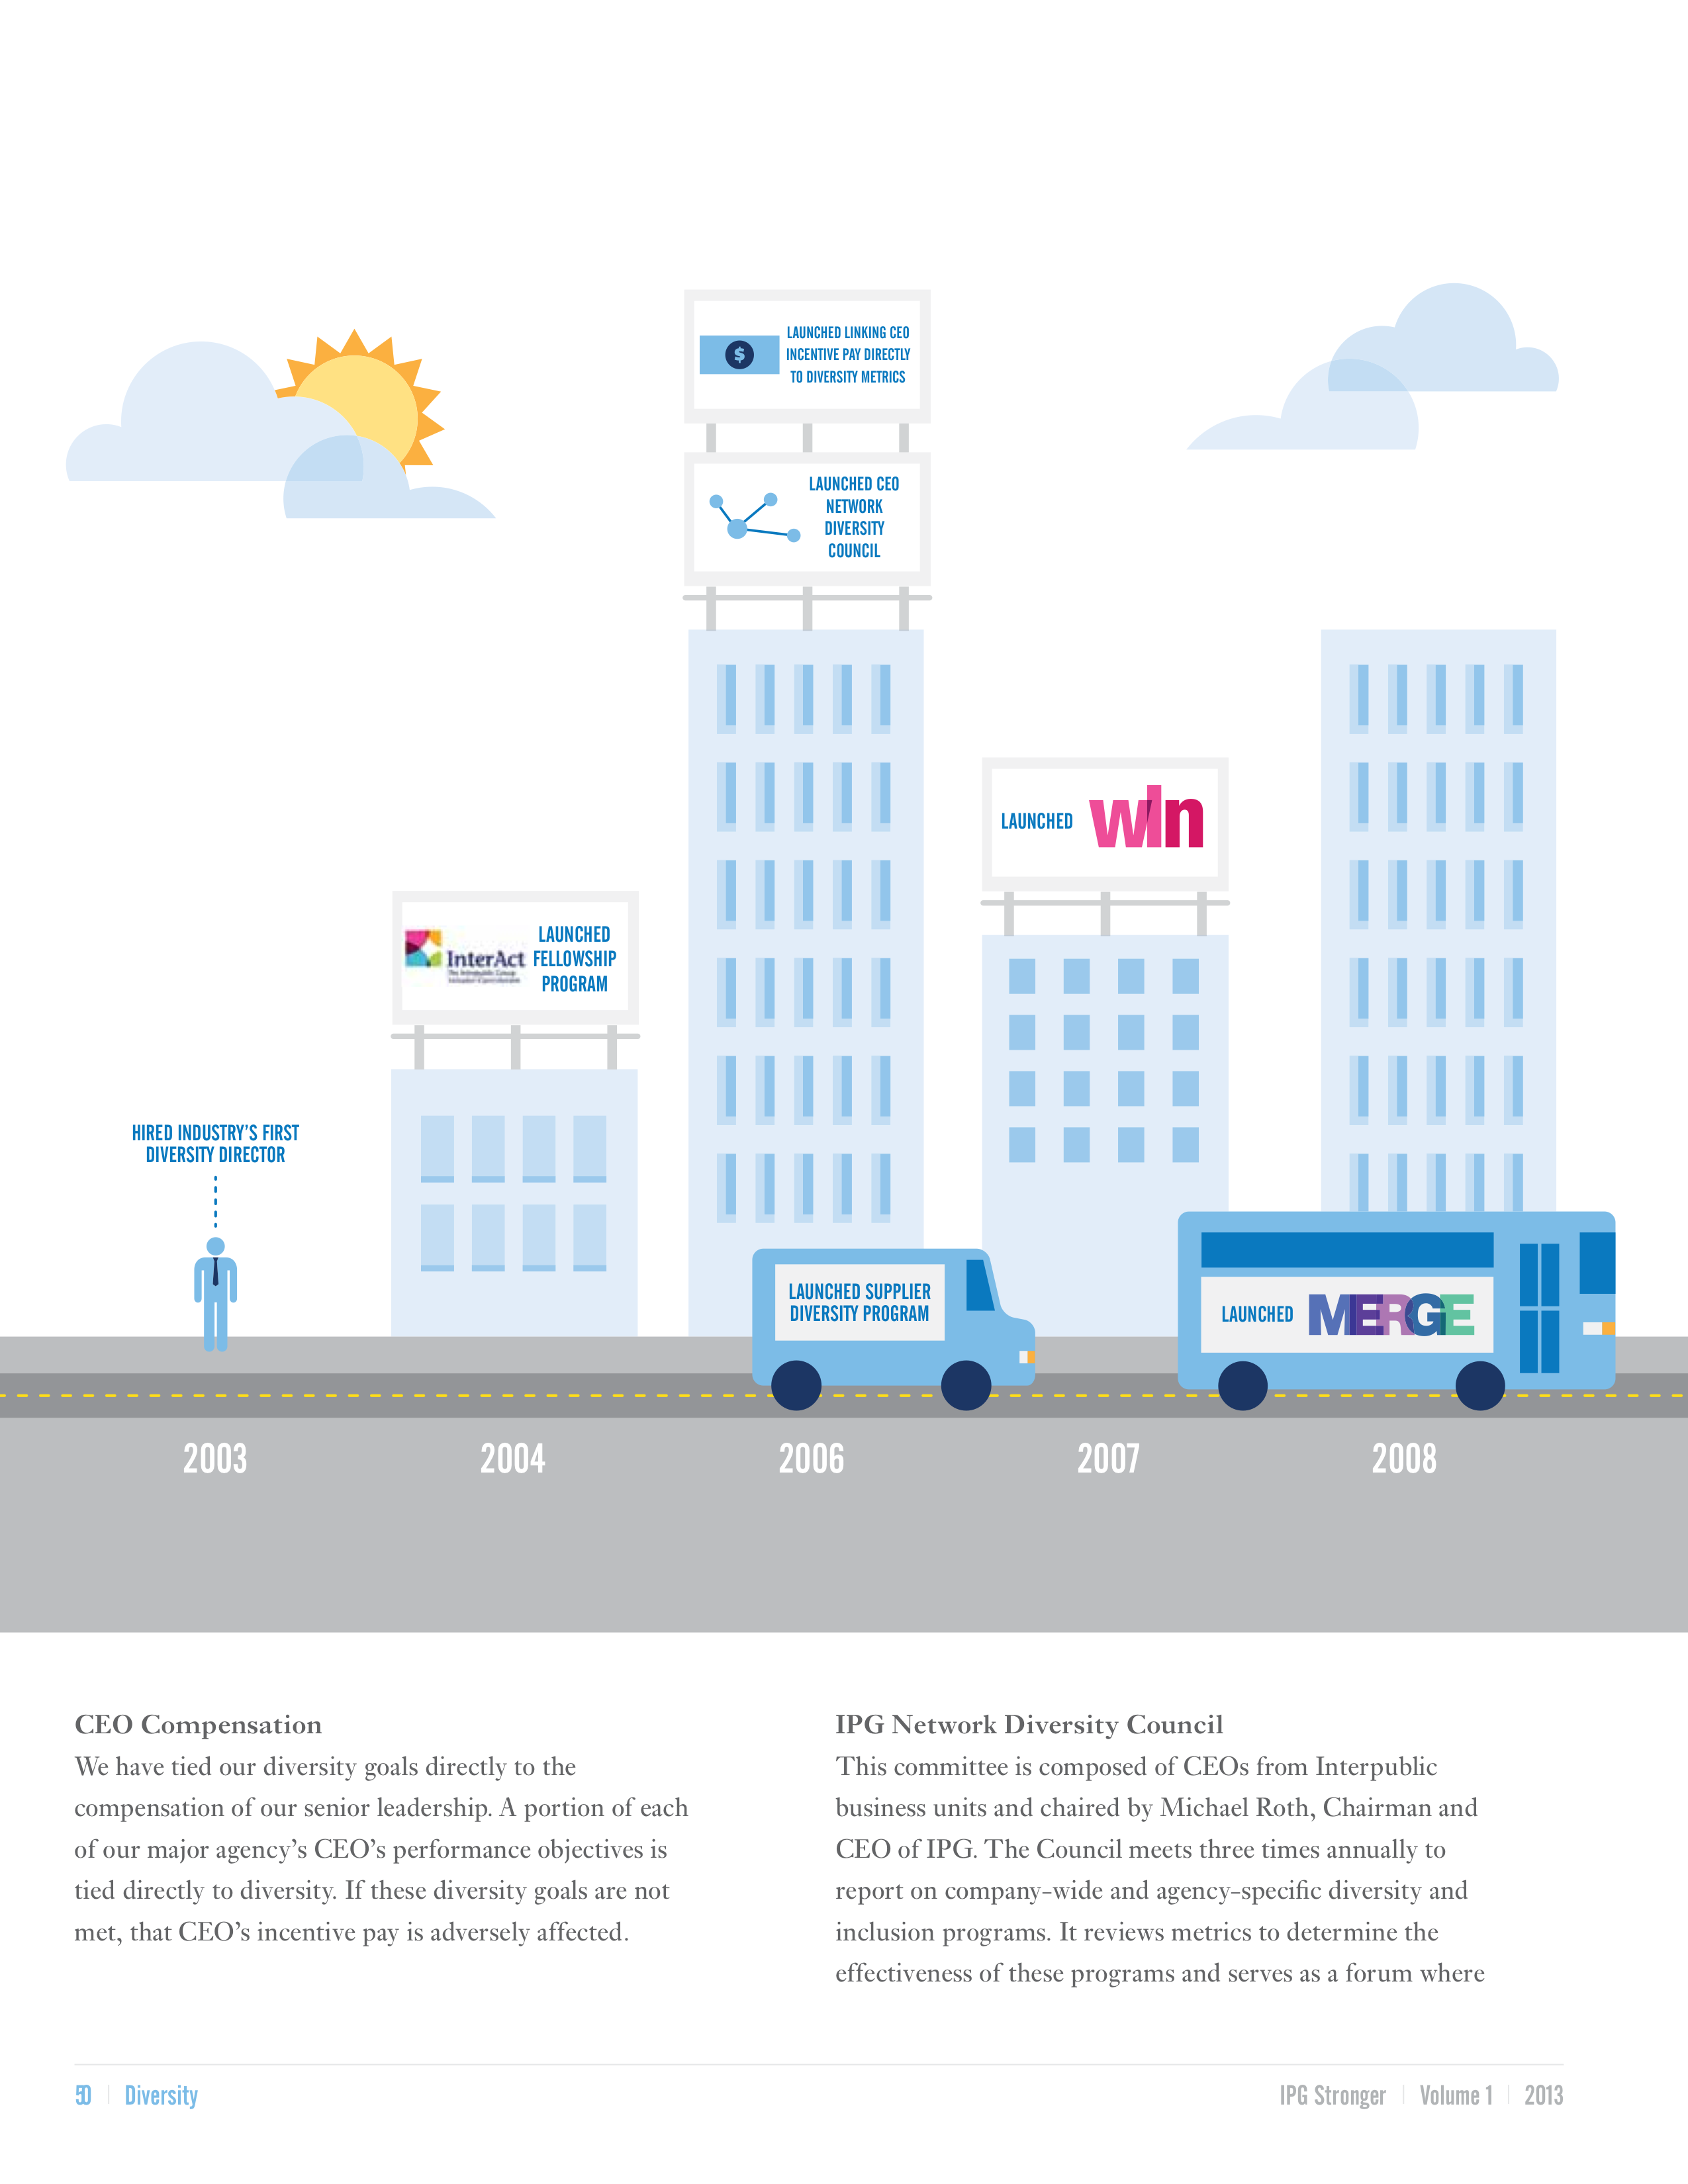 LAUNCHED LINKING CEO
INCENTIVE PAY DIRECTLY
TO DIVERSITY METRICS
$
LAUNCHED CEO
NETWORK
DIVERSITY
COUNCIL
LAUNCHED win
InterAct
LAUNCHED
FELLOWSHIP
PROGRAM
HIRED INDUSTRY'S FIRST
DIVERSITY DIRECTOR
LAUNCHED SUPPLIER
DIVERSITY PROGRAM
LAUNCHED MERGE
2003 2004 2006 2007 2008
CEO Compensation
We have tied our diversity goals directly to the
compensation of our senior leadership. A portion of each
of our major agency's CEO's performance objectives is
tied directly to diversity. If these diversity goals are not
met, that CEO's incentive pay is adversely affected.
IPG Network Diversity Council
This committee is composed of CEOs from Interpublic
business units and chaired by Michael Roth, Chairman and
CEO of IPG. The Council meets three times annually to
report on company-wide and agency-specific diversity and
inclusion programs. It reviews metrics to determine the
effectiveness of these programs and serves as a forum where
50 | Diversity
IPG Stronger | Volume 1 | 2013